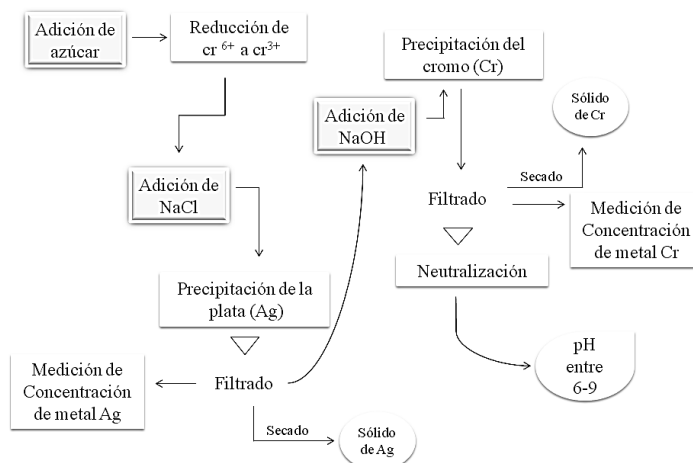 Adición de
azúcar
Reducción de
cr ⁶⁺ a cr³⁺
Adición de
NaCl
Precipitación de la
plata (Ag)
Filtrado
Medición de
Concentración
de metal Ag
Secado
Sólido
de Ag
Adición de
NaOH
Precipitación del
cromo (Cr)
Filtrado
Secado
Sólido
de Cr
Medición de
Concentración
de metal Cr
Neutralización
pH
entre
6-9